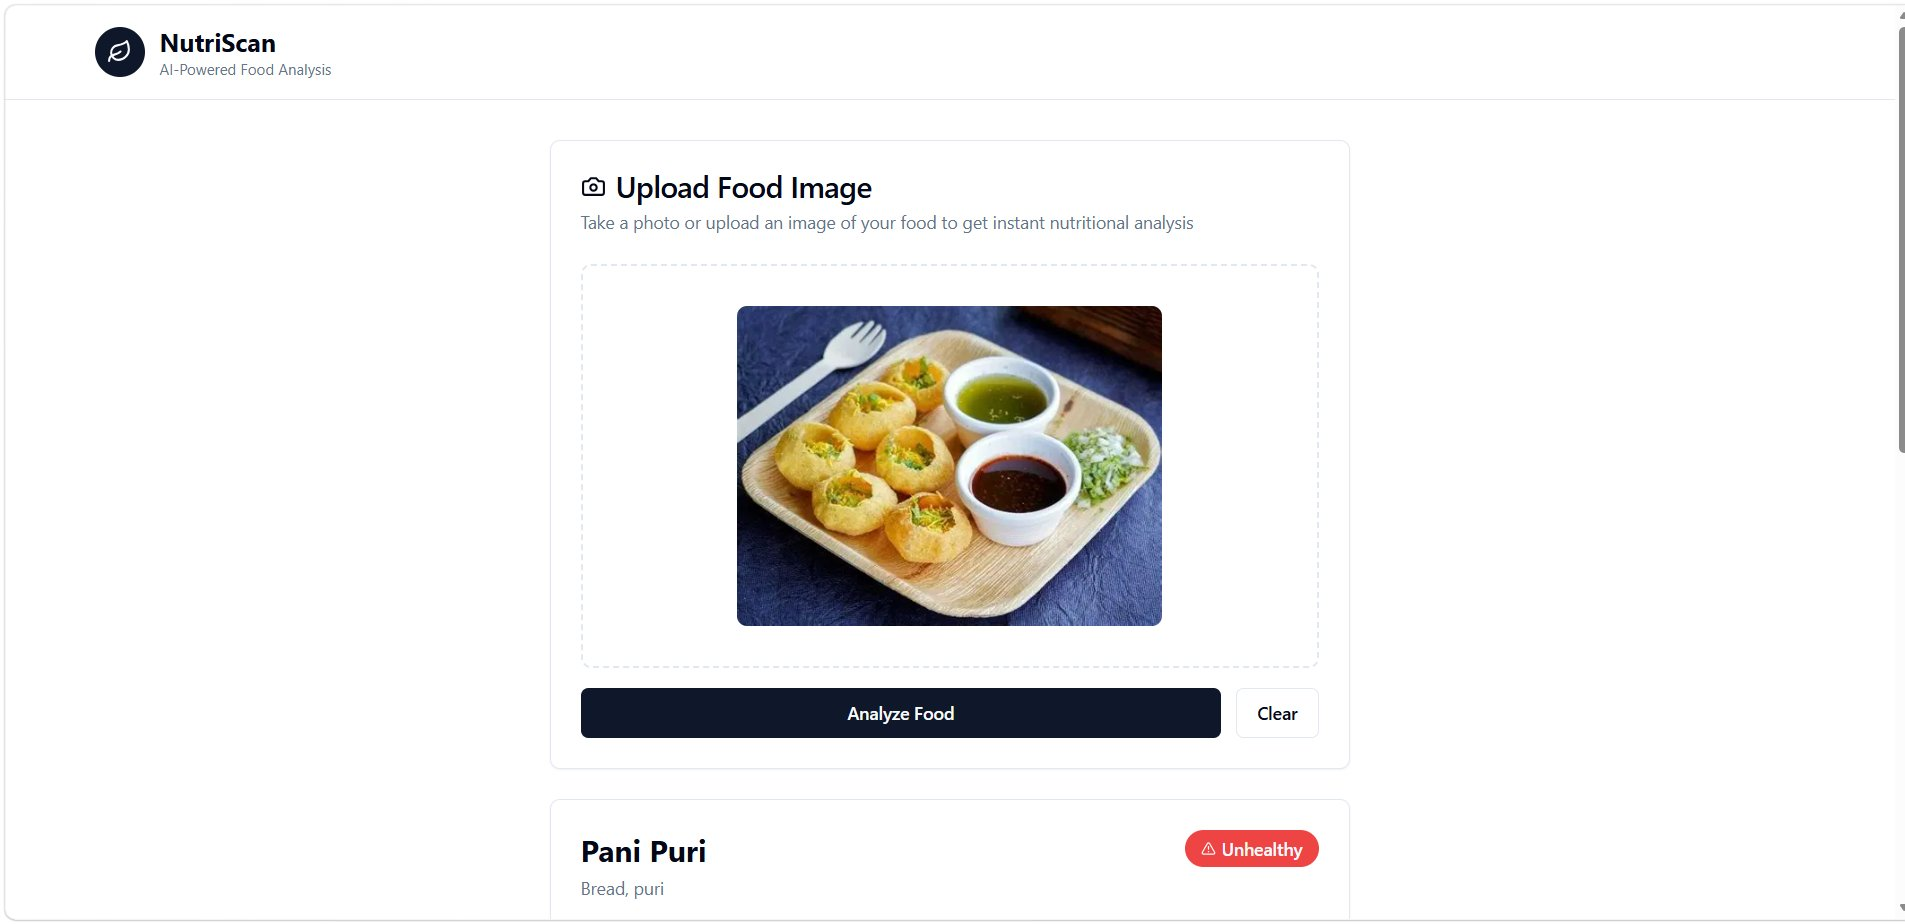 NutriScan
AI-Powered Food Analysis
Upload Food Image
Take a photo or upload an image of your food to get instant nutritional analysis
Analyze Food
Clear
Pani Puri
Unhealthy
Bread, puri